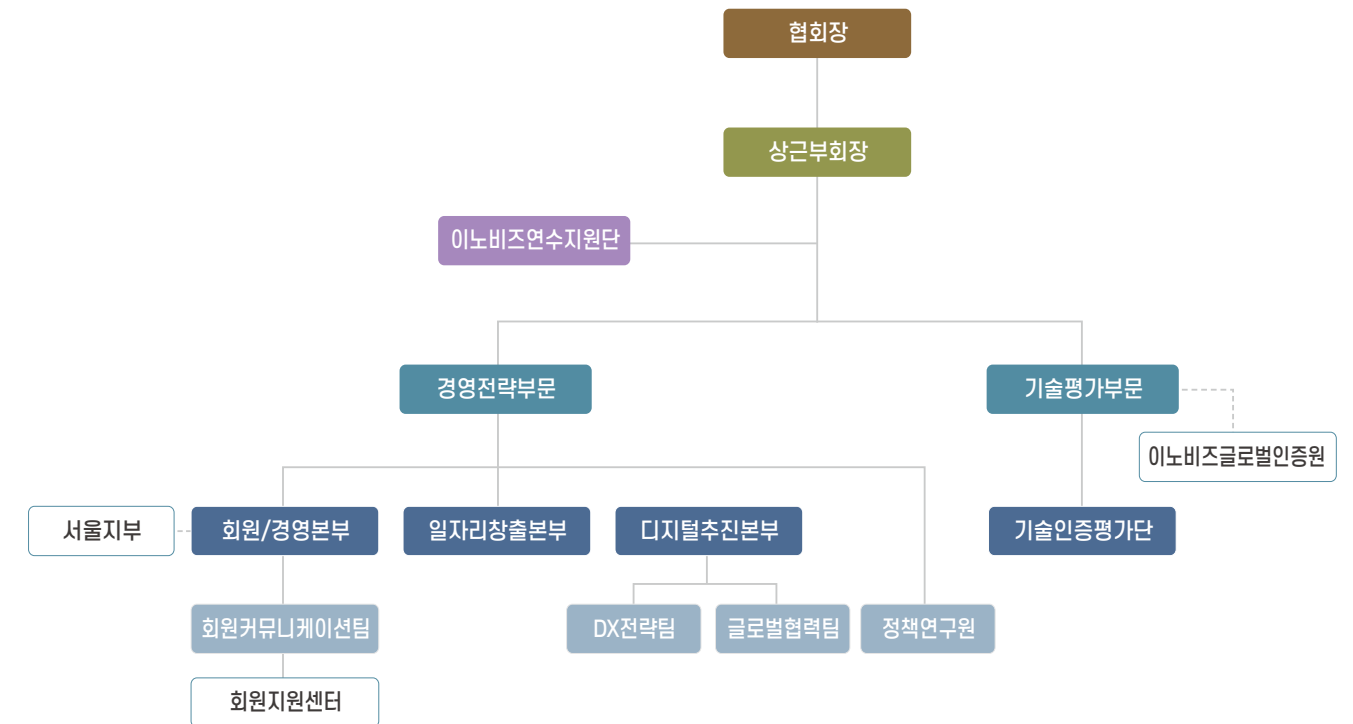 협회장
상근부회장
이노비즈연수지원단
경영전략부문
기술평가부문
이노비즈글로벌인증원
서울지부
회원/경영본부
일자리창출본부
디지털추진본부
기술인증평가단
회원커뮤니케이션팀
DX전략팀
글로벌협력팀
정책연구원
회원지원센터